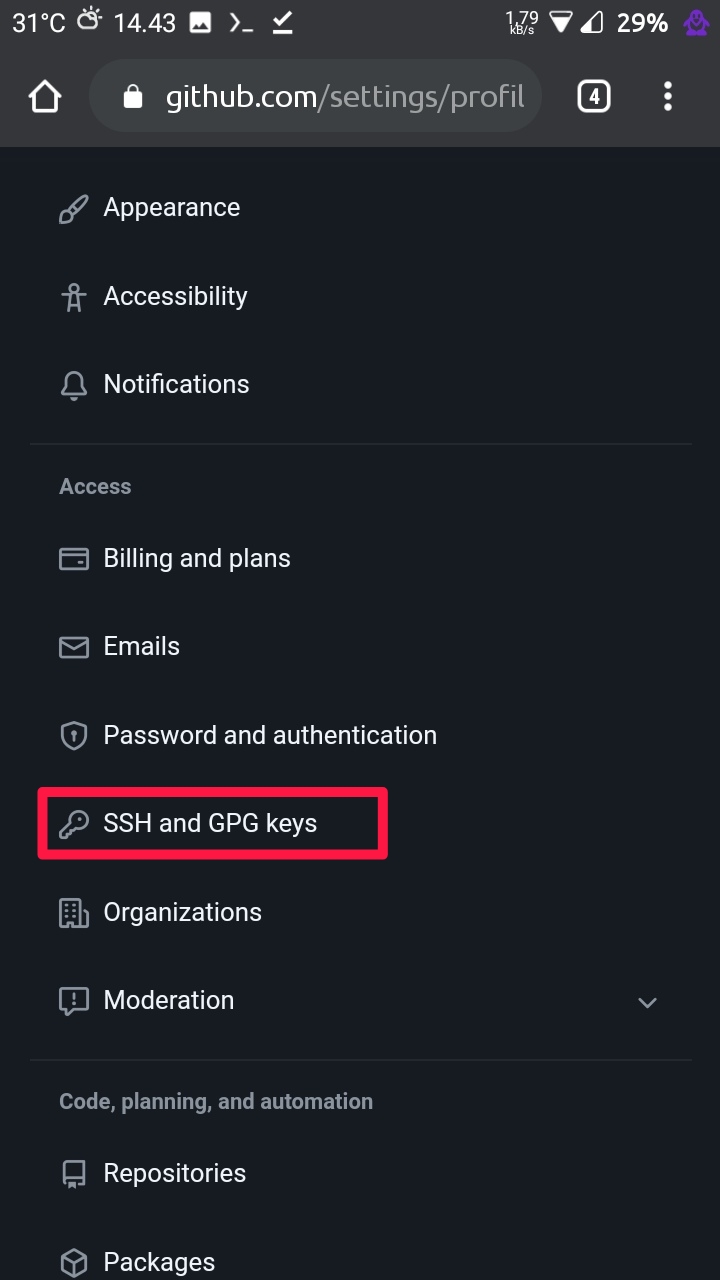 31°C 14.43 1,79 kB/s 29%
github.com/settings/profil 4
Appearance
Accessibility
Notifications
Access
Billing and plans
Emails
Password and authentication
SSH and GPG keys
Organizations
Moderation
Code, planning, and automation
Repositories
Packages